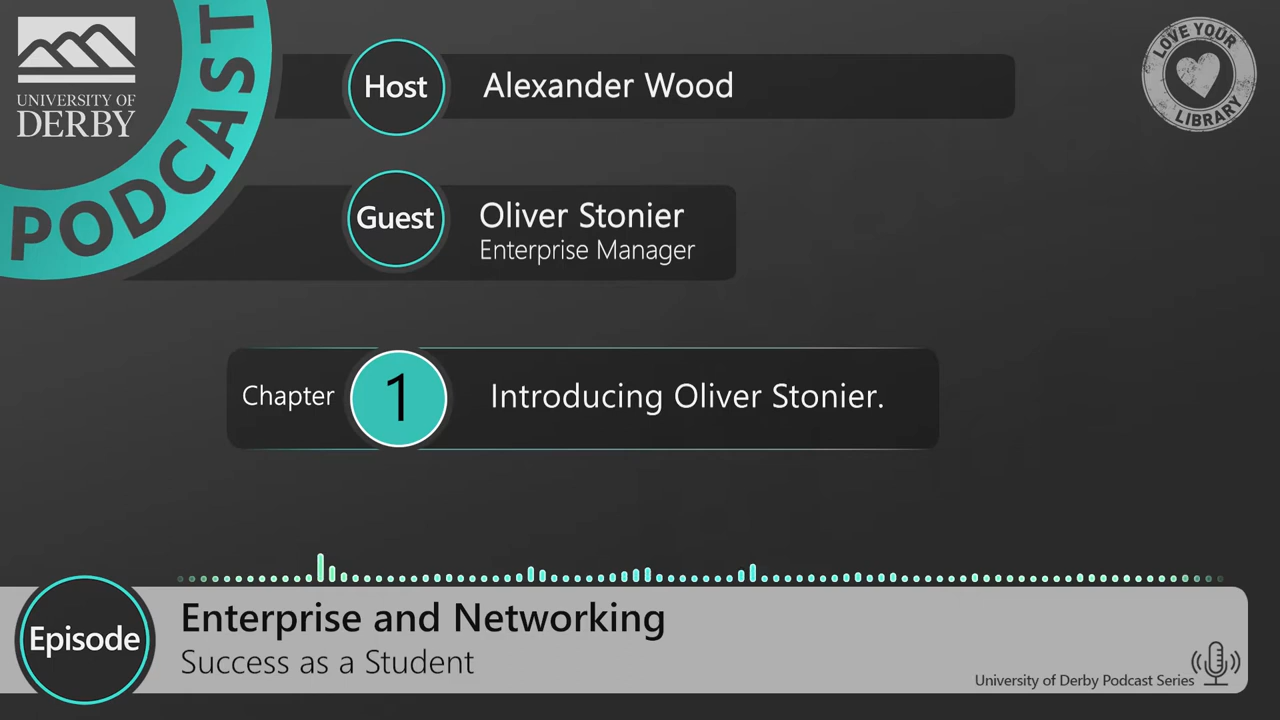 UNIVERSITY OF
DERBY
PODCAST
Host
Alexander Wood
LOVE YOUR
LIBRARY
Guest
Oliver Stonier
Enterprise Manager
Chapter
1
Introducing Oliver Stonier.
Episode
Enterprise and Networking
Success as a Student
University of Derby Podcast Series